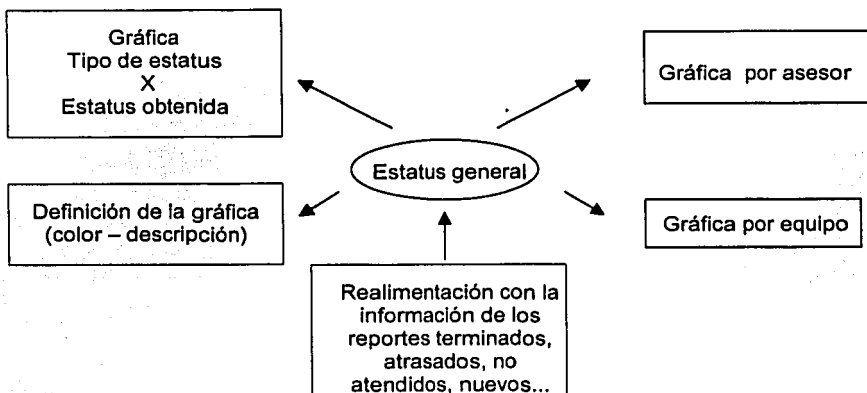 Gráfica
Tipo de estatus
X
Estatus obtenida
Gráfica por asesor
Estatus general
Definición de la gráfica
(color – descripción)
Gráfica por equipo
Realimentación con la
información de los
reportes terminados,
atrasados, no
atendidos, nuevos...